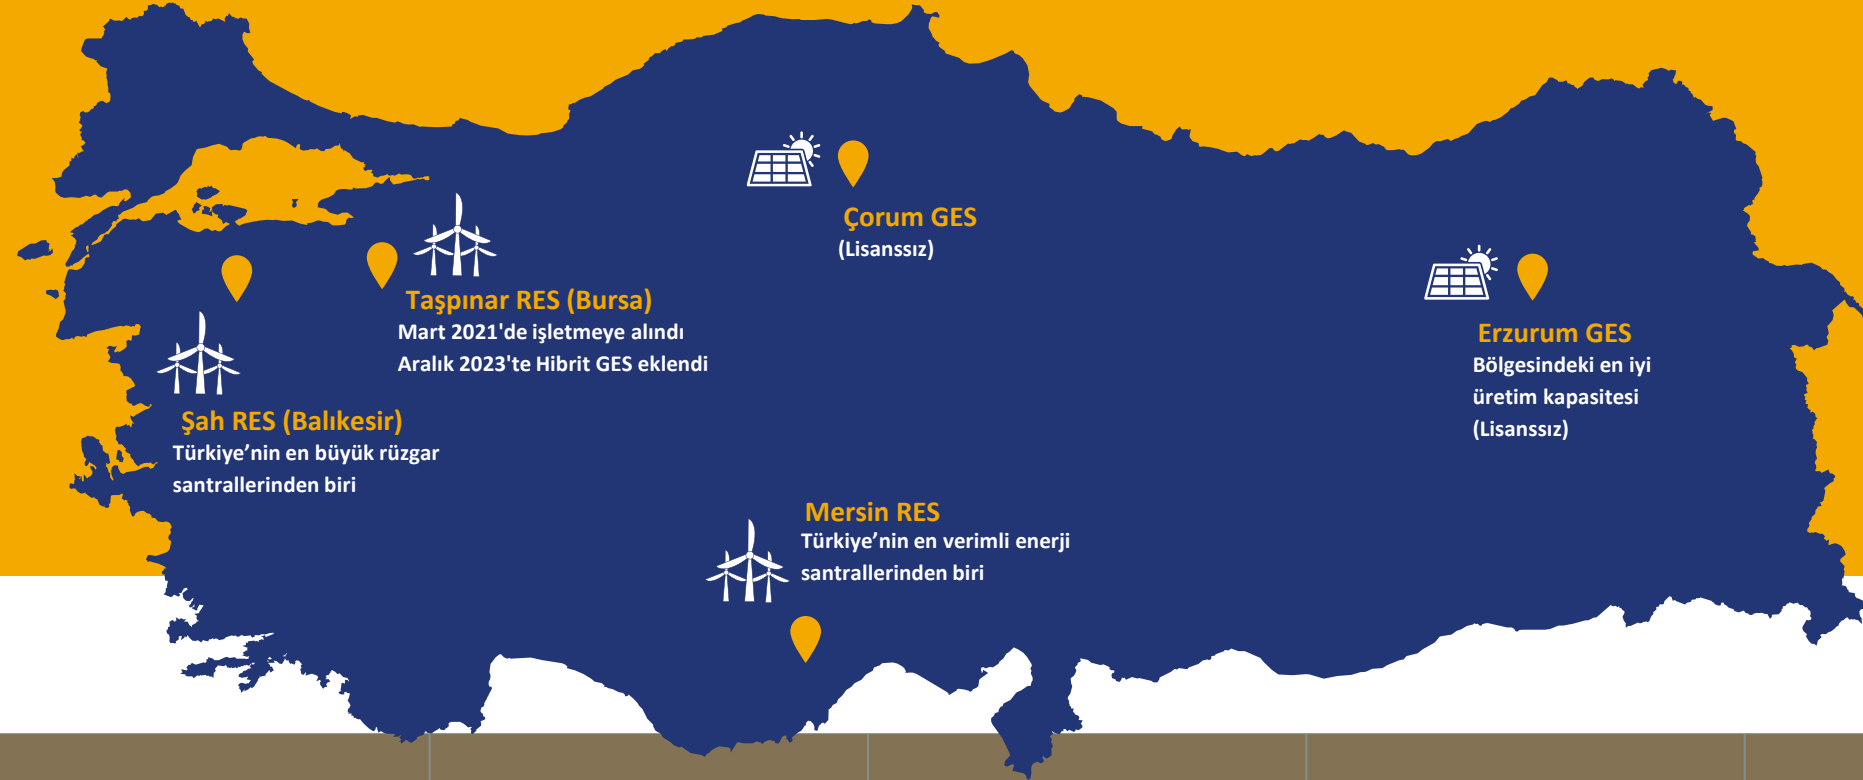 Çorum GES
(Lisanssız)
Taşpınar RES (Bursa)
Mart 2021'de işletmeye alındı
Aralık 2023'te Hibrit GES eklendi
Erzurum GES
Bölgesindeki en iyi
üretim kapasitesi
(Lisanssız)
Şah RES (Balıkesir)
Türkiye’nin en büyük rüzgar
santrallerinden biri
Mersin RES
Türkiye’nin en verimli enerji
santrallerinden biri